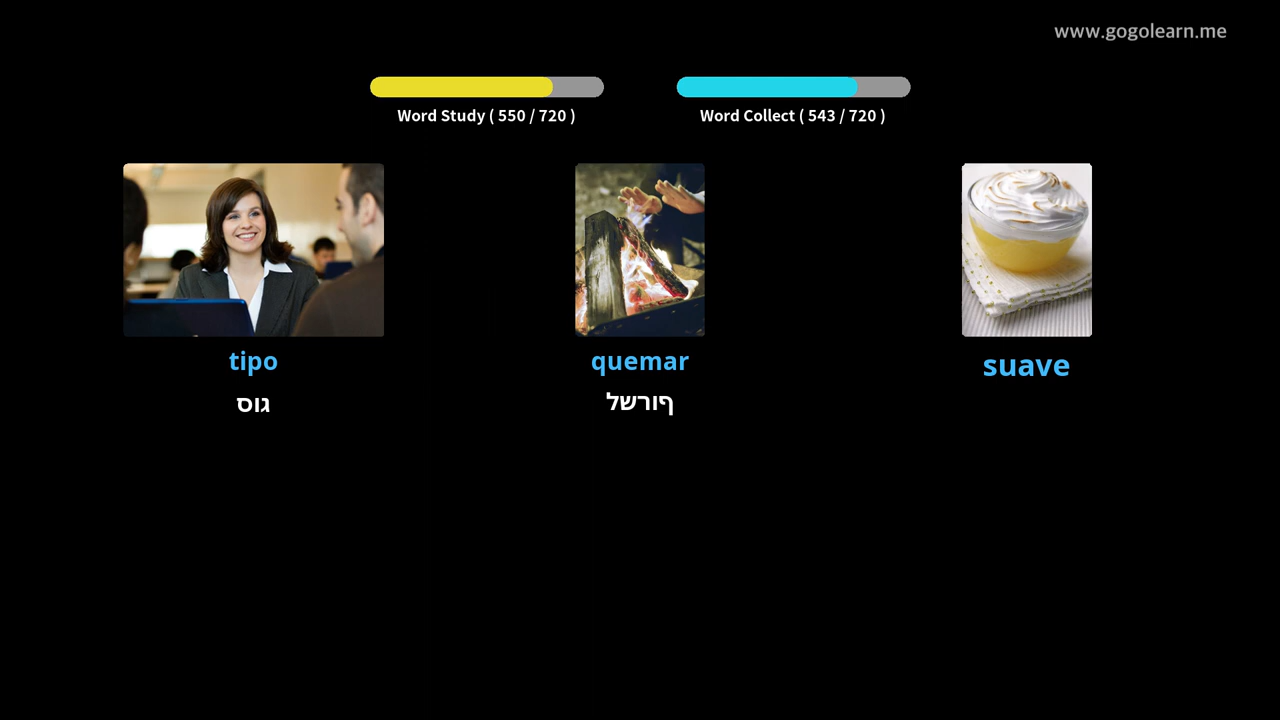 www.gogolearn.me
Word Study ( 550 / 720 )
Word Collect ( 543 / 720 )
tipo
גוס
quemar
ףורשל
suave